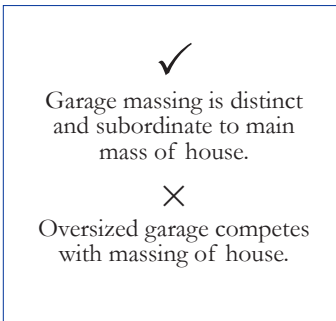 ✓
Garage massing is distinct
and subordinate to main
mass of house.
×
Oversized garage competes
with massing of house.